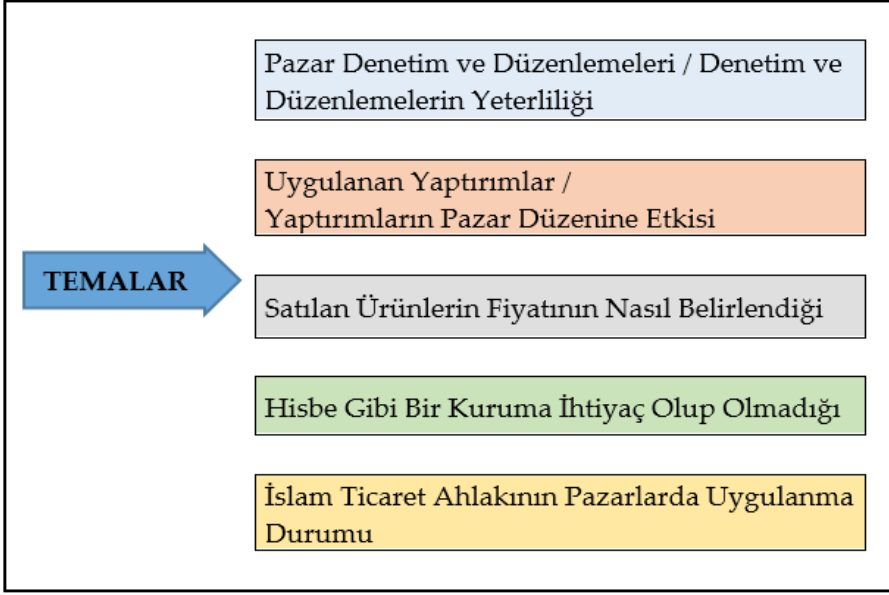 Pazar Denetim ve Düzenlemeleri / Denetim ve
Düzenlemelerin Yeterliliği
Uygulanan Yaptırımlar /
Yaptırımların Pazar Düzenine Etkisi
TEMALAR
Satılan Ürünlerin Fiyatının Nasıl Belirlendiği
Hisbe Gibi Bir Kuruma İhtiyaç Olup Olmadığı
İslam Ticaret Ahlakının Pazarlarda Uygulanma
Durumu